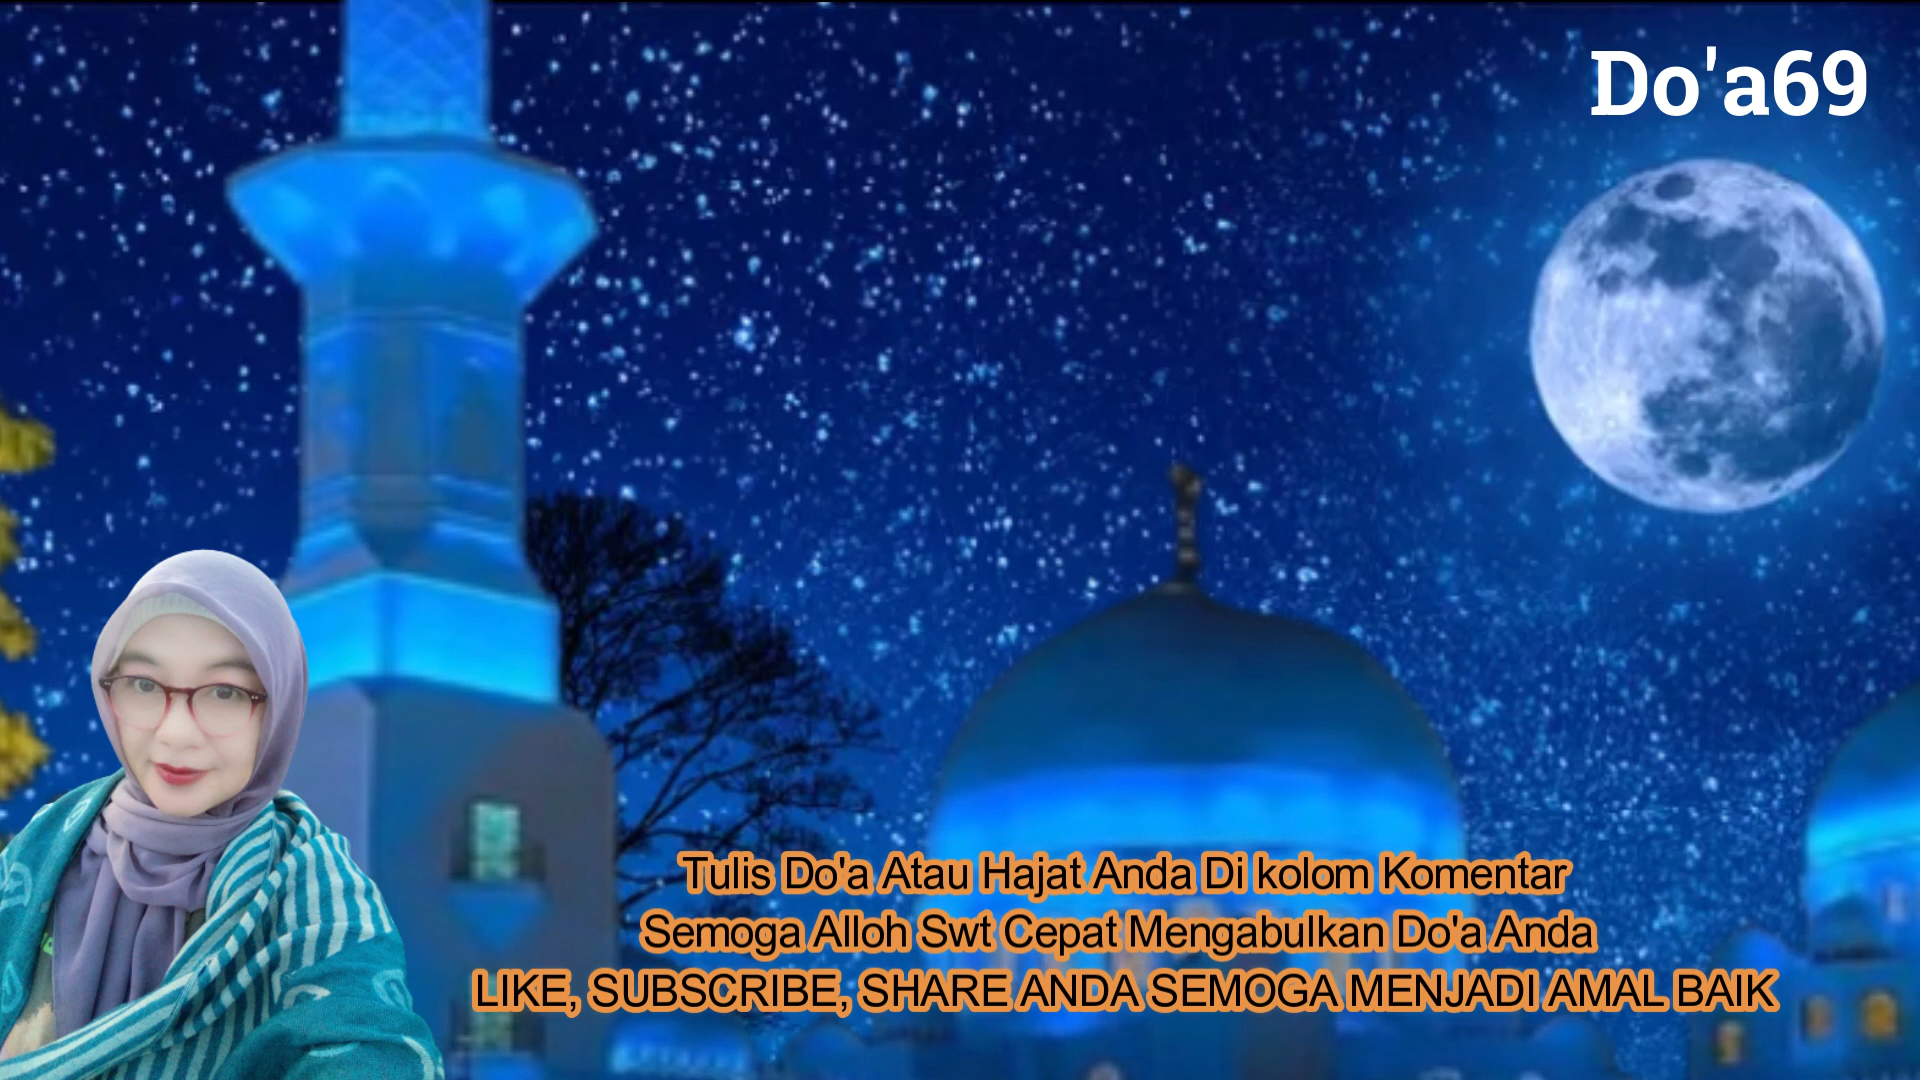 Do'a69
Tulis Do'a Atau Hajat Anda Di kolom Komentar
Semoga Alloh Swt Cepat Mengabulkan Do'a Anda
LIKE, SUBSCRIBE, SHARE ANDA SEMOGA MENJADI AMAL BAIK